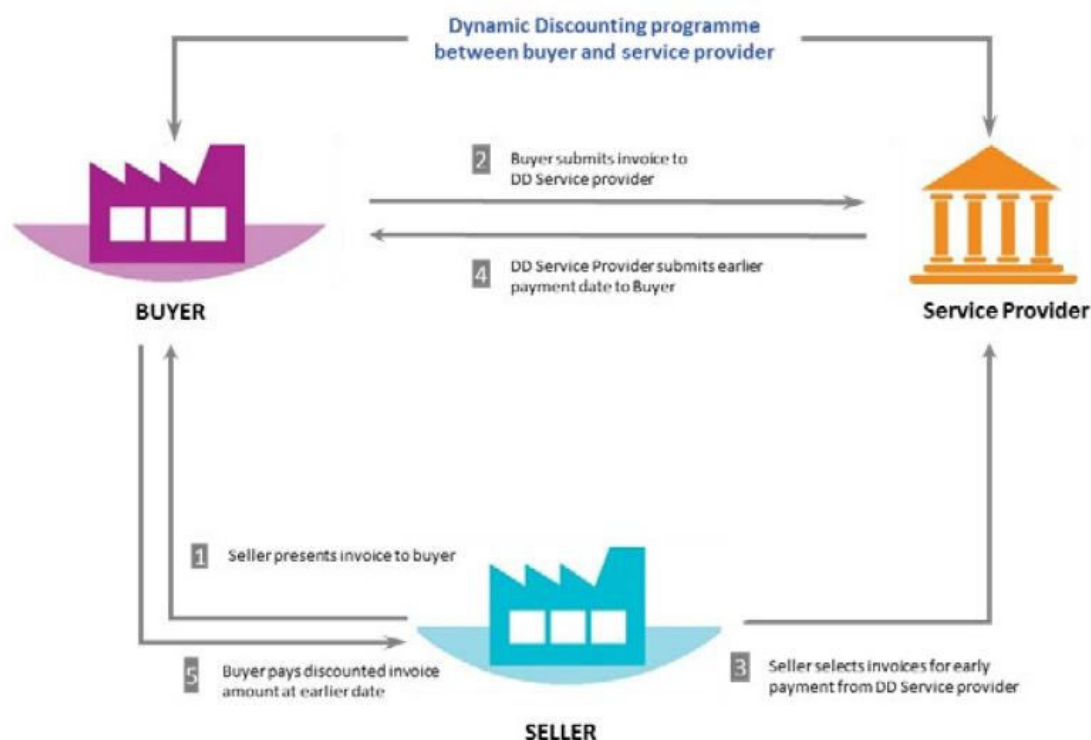 Dynamic Discounting programme
between buyer and service provider
2
Buyer submits invoice to
DD Service provider
4
DD Service Provider submits earlier
payment date to Buyer
BUYER
Service Provider
1
Seller presents invoice to buyer
5
Buyer pays discounted invoice
amount at earlier date
3
Seller selects invoices for early
payment from DD Service provider
SELLER